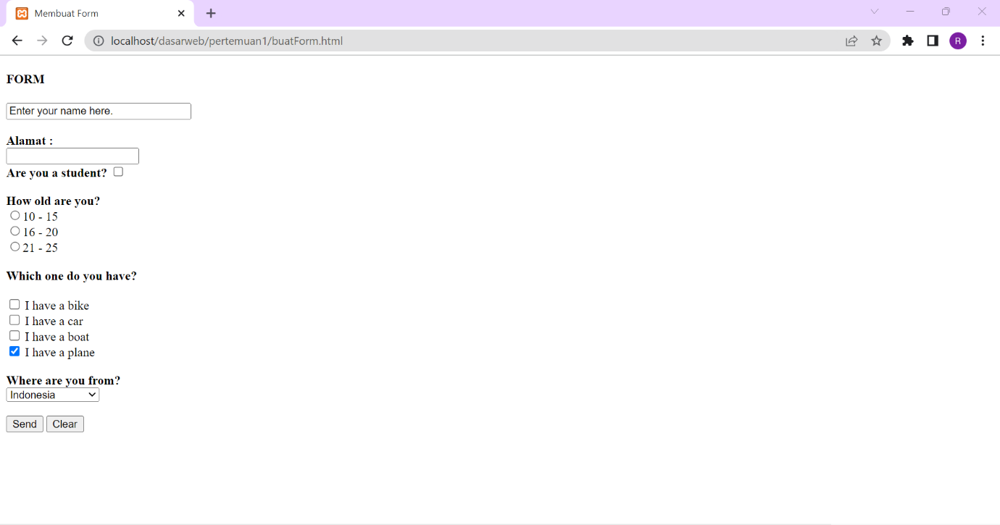 Membuat Form
localhost/dasarweb/pertemuan1/buatForm.html
R
FORM
Enter your name here.
Alamat :
Are you a student?
How old are you?
10 - 15
16 - 20
21 - 25
Which one do you have?
I have a bike
I have a car
I have a boat
I have a plane
Where are you from?
Indonesia
Send Clear